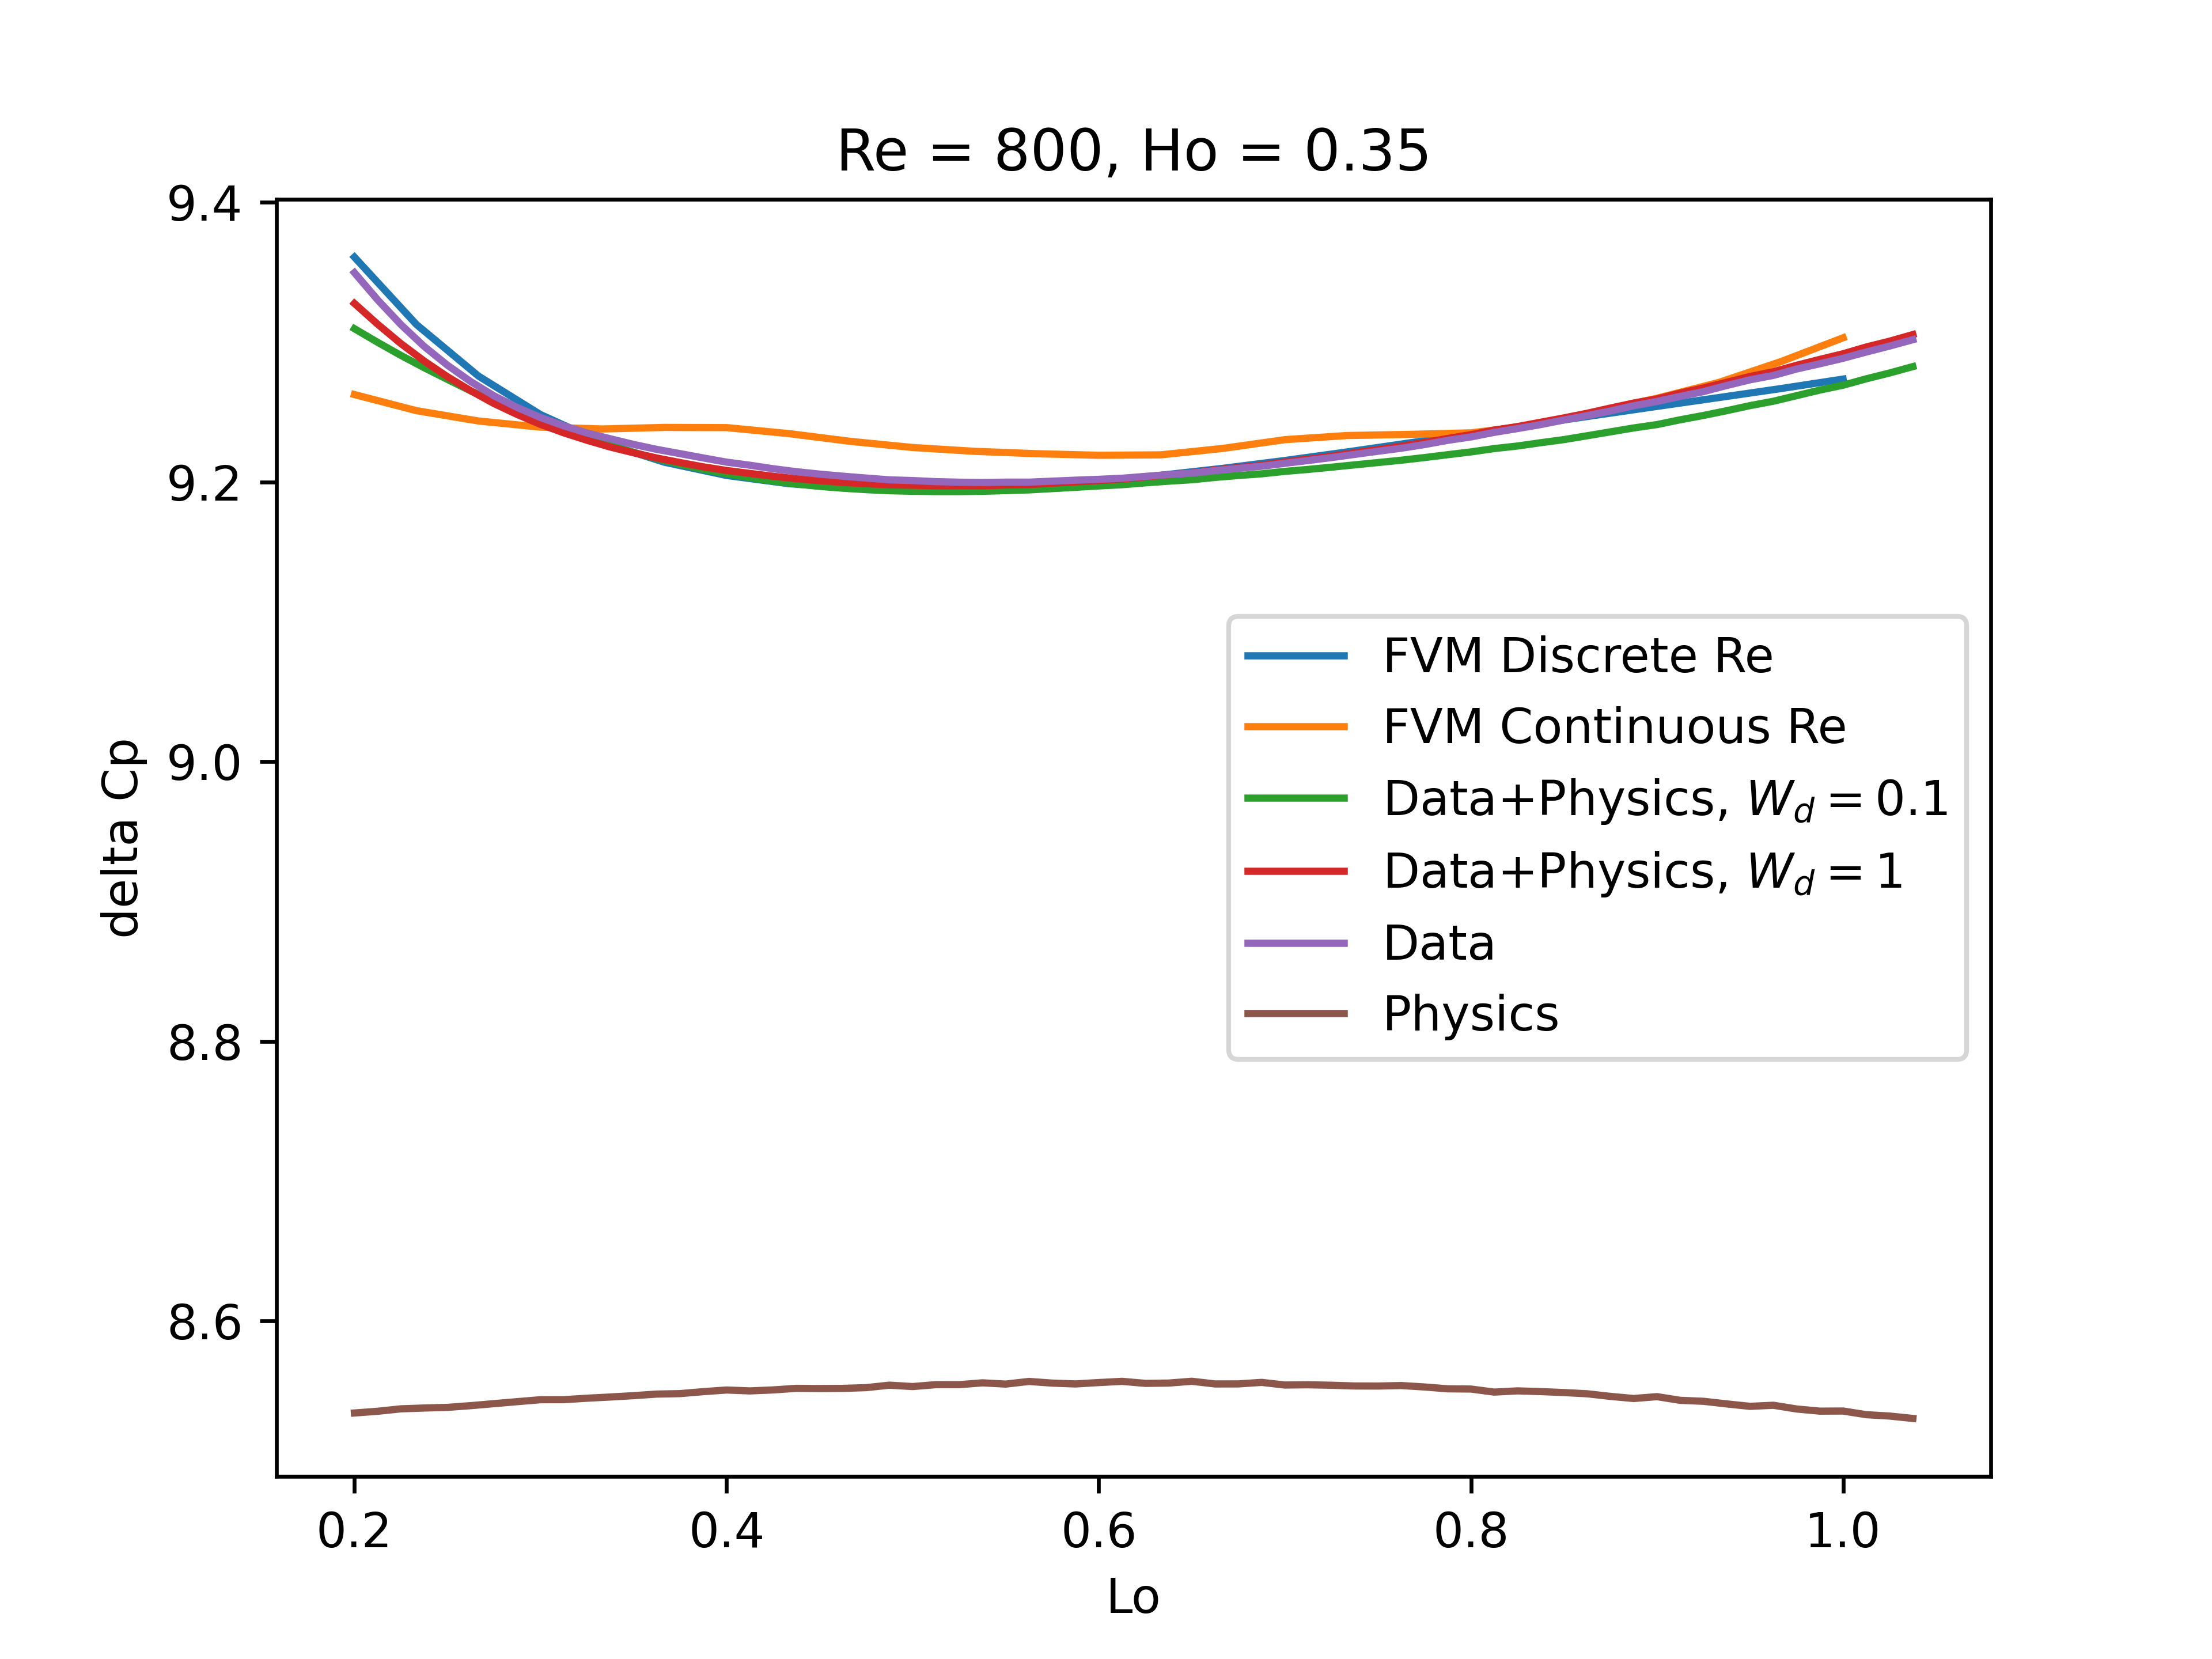 Re = 800, Ho = 0.35
9.4
9.2
9.0
8.8
8.6
delta Cp
FVM Discrete Re
FVM Continuous Re
Data+Physics, W_d = 0.1
Data+Physics, W_d = 1
Data
Physics
0.2 0.4 0.6 0.8 1.0
Lo